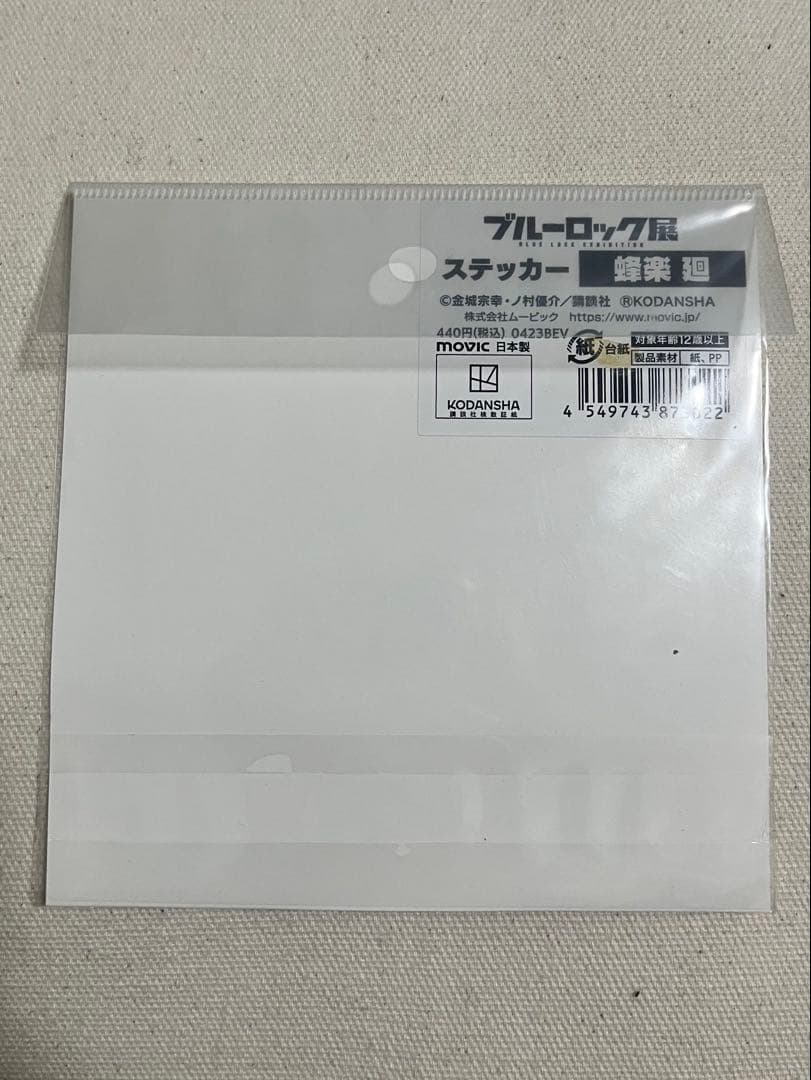 ブルーロック展
BLUE LOCK EXHIBITION
ステッカー 蜂楽 廻
©金城宗幸・ノ村優介/講談社 ®KODANSHA
株式会社ムービック https://www.movic.jp/
440円(税込) 0423BEV
movic 日本製
紙 台紙
対象年齢12歳以上
製品素材 紙、PP
KODANSHA
講談社検数証紙
4 549743